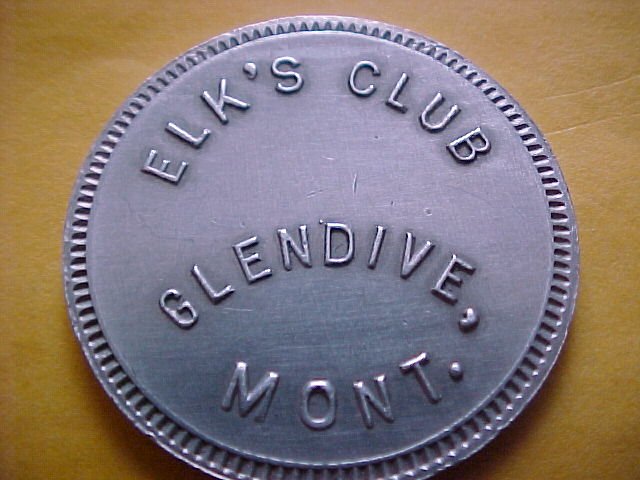 ELK'S CLUB
GLENDIVE,
MONT.